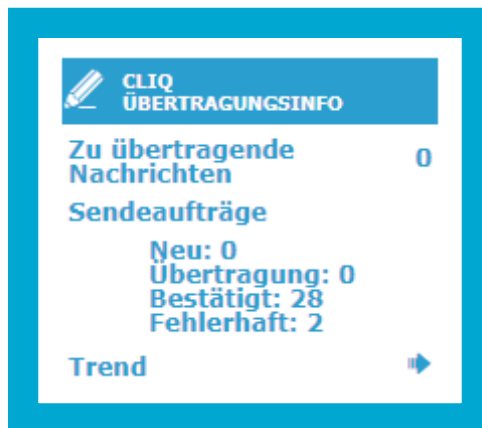 CLIQ
ÜBERTRAGUNGSINFO
Zu übertragende
Nachrichten 0
Sendeaufträge
Neu: 0
Übertragung: 0
Bestätigt: 28
Fehlerhaft: 2
Trend